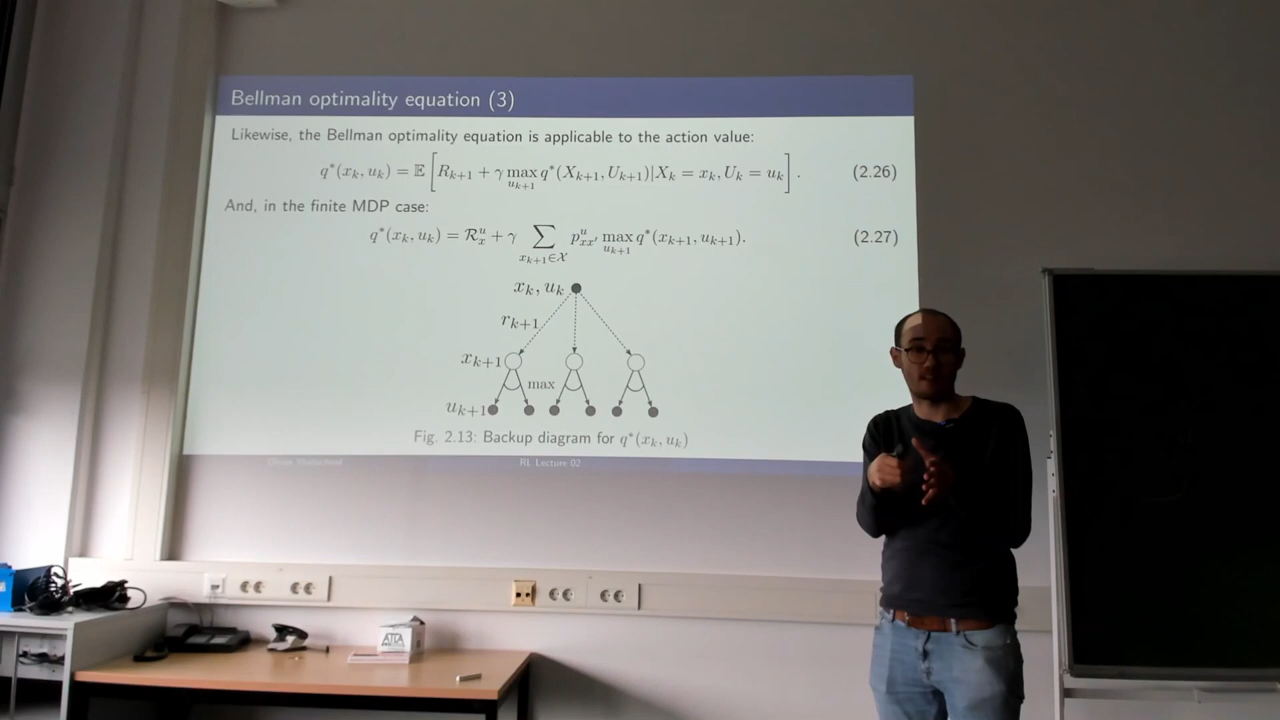 Bellman optimality equation (3)
Likewise, the Bellman optimality equation is applicable to the action value:
q*(x_k, u_k) = 𝔼 [R_{k+1} + γ max_{u_{k+1}} q*(X_{k+1}, U_{k+1})|X_k = x_k, U_k = u_k] . (2.26)
And, in the finite MDP case:
q*(x_k, u_k) = ℛ_x^u + γ ∑_{x_{k+1}∈𝒳} p_{xx'}^u max_{u_{k+1}} q*(x_{k+1}, u_{k+1}). (2.27)
x_k, u_k
r_{k+1}
x_{k+1}
max
u_{k+1}
Fig. 2.13: Backup diagram for q*(x_k, u_k)
RL Lecture 02